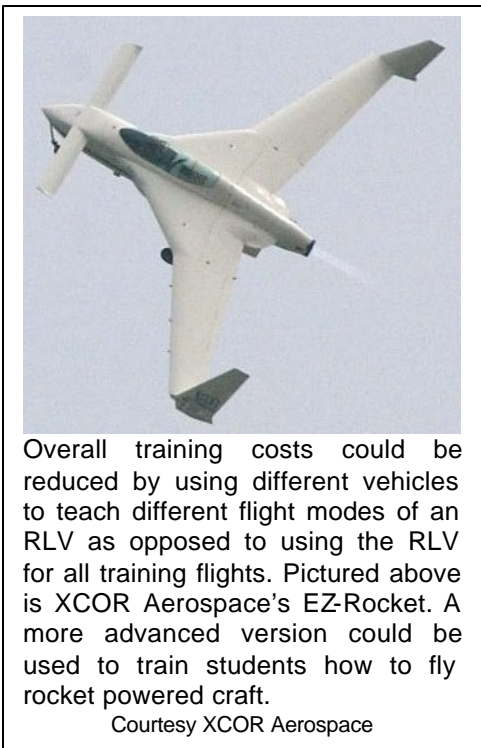 Overall training costs could be
reduced by using different vehicles
to teach different flight modes of an
RLV as opposed to using the RLV
for all training flights. Pictured above
is XCOR Aerospace's EZ-Rocket. A
more advanced version could be
used to train students how to fly
rocket powered craft.
Courtesy XCOR Aerospace